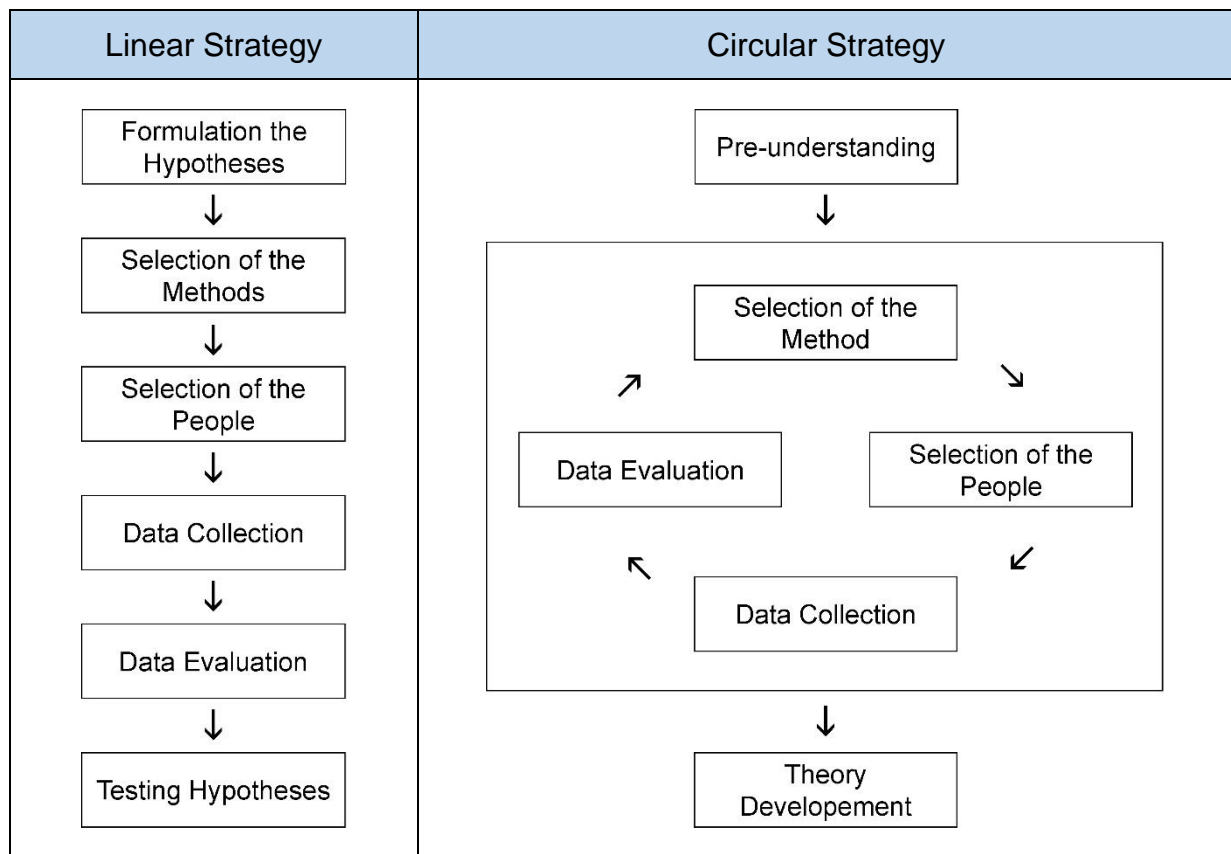 Linear Strategy
Formulation the
Hypotheses
Selection of the
Methods
Selection of the
People
Data Collection
Data Evaluation
Testing Hypotheses
Circular Strategy
Pre-understanding
Selection of the
Method
Selection of the
People
Data Collection
Data Evaluation
Theory
Developement